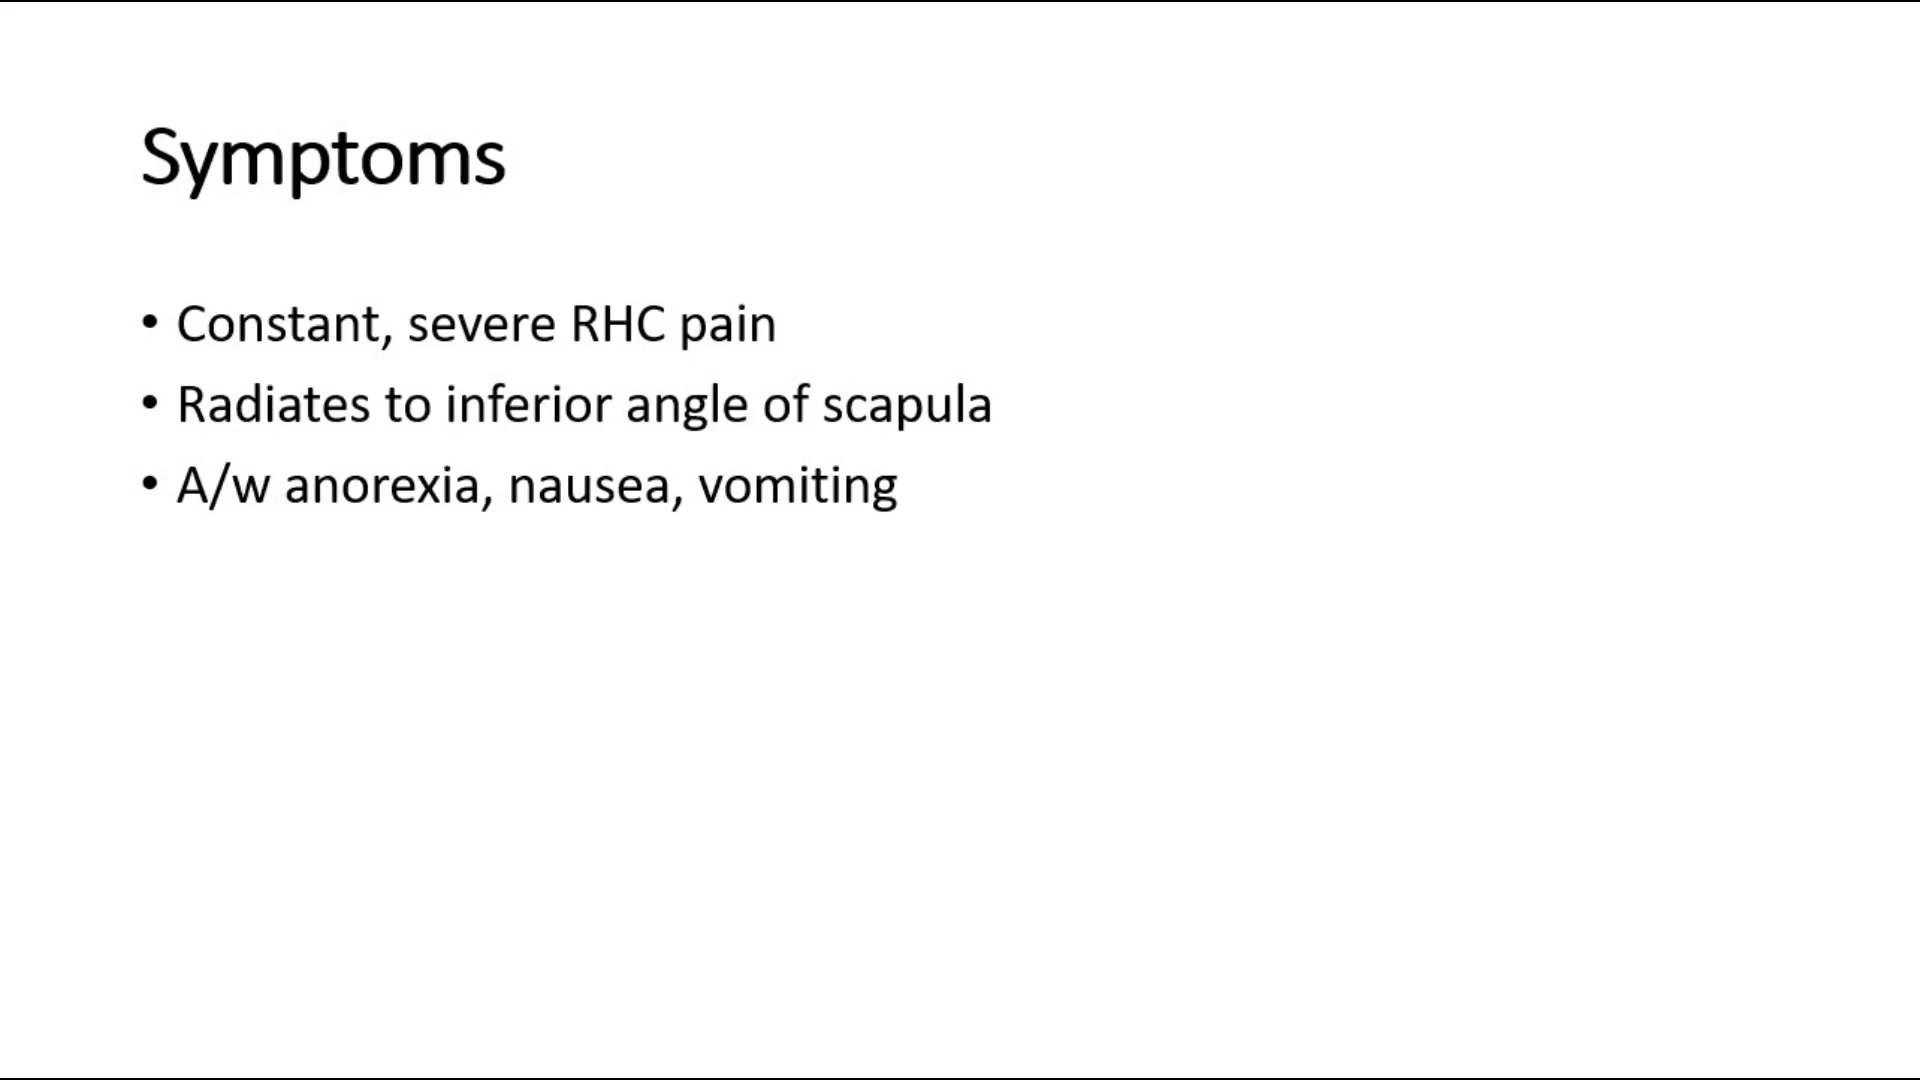 Symptoms
• Constant, severe RHC pain
• Radiates to inferior angle of scapula
• A/w anorexia, nausea, vomiting